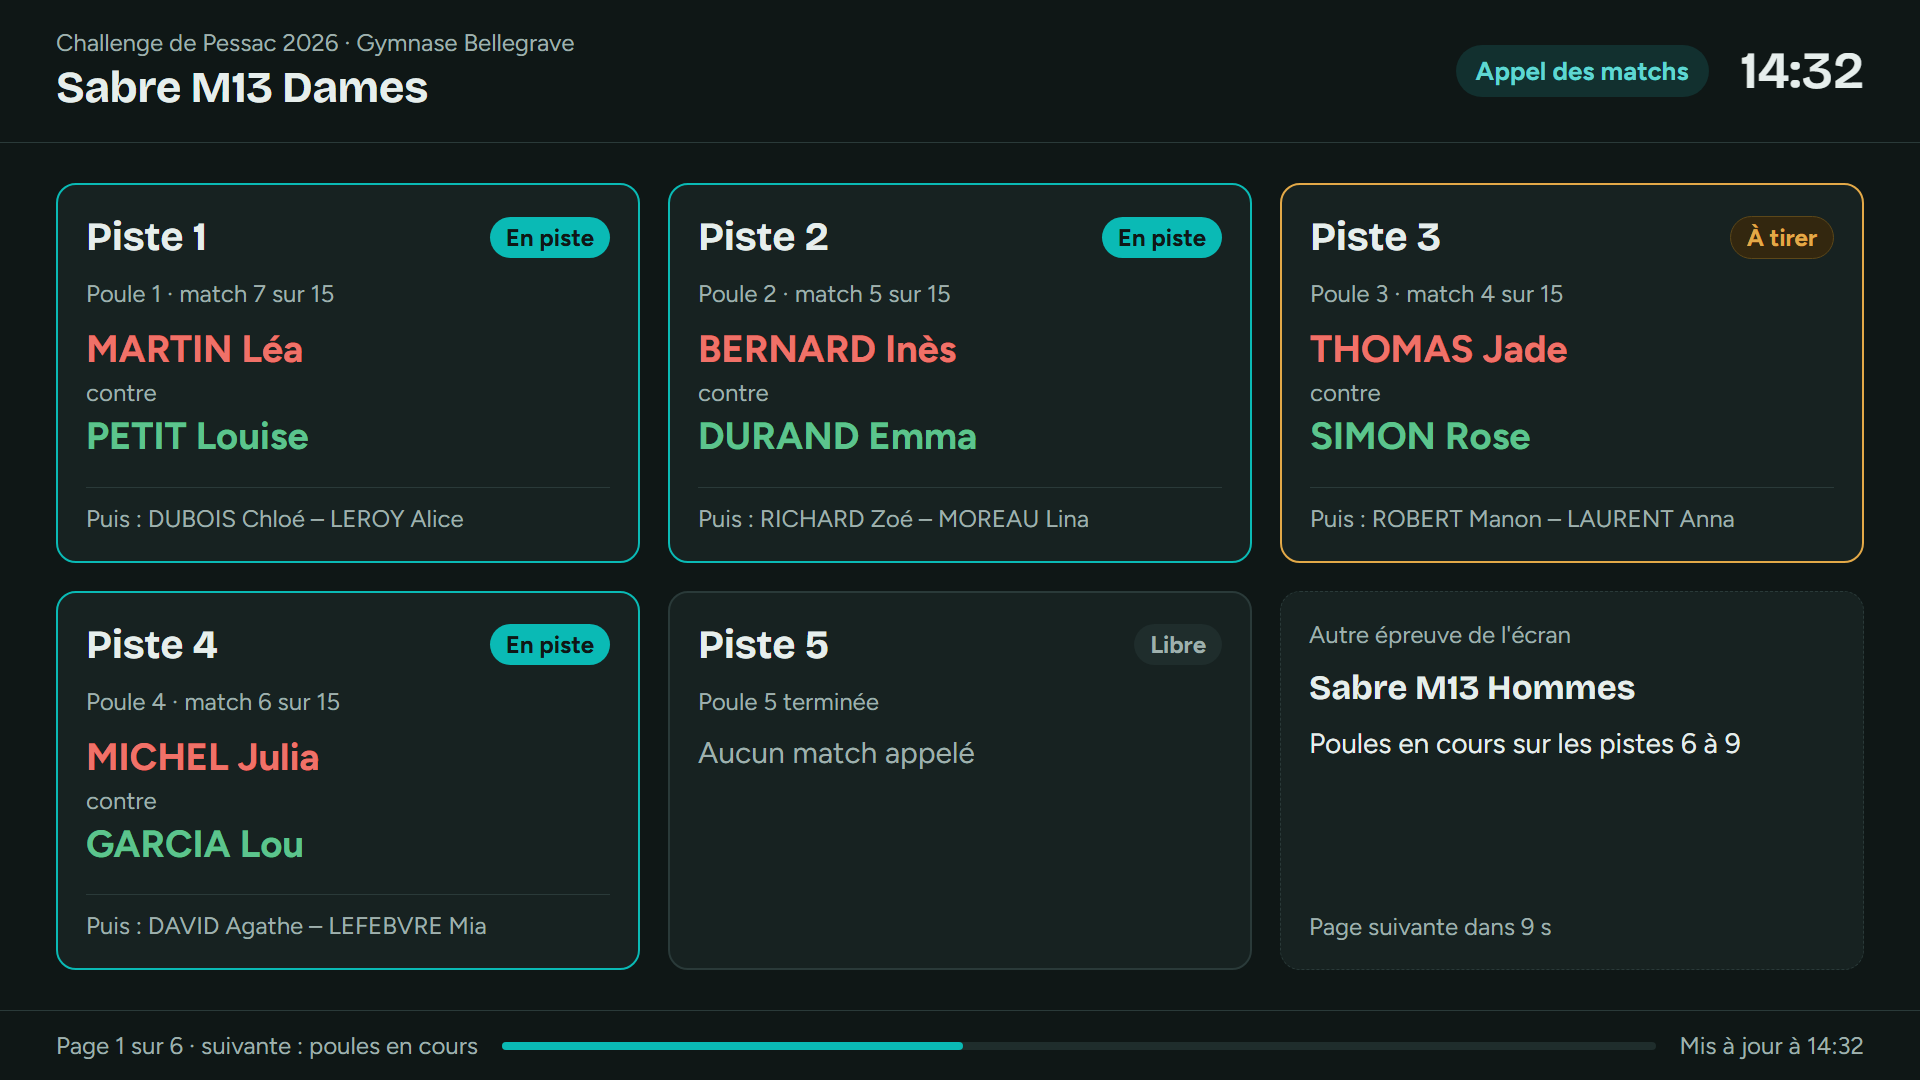 Challenge de Pessac 2026 · Gymnase Bellegrave
Sabre M13 Dames
Appel des matchs
14:32
Piste 1
En piste
Poule 1 · match 7 sur 15
MARTIN Léa
contre
PETIT Louise
Puis : DUBOIS Chloé – LEROY Alice
Piste 2
En piste
Poule 2 · match 5 sur 15
BERNARD Inès
contre
DURAND Emma
Puis : RICHARD Zoé – MOREAU Lina
Piste 3
À tirer
Poule 3 · match 4 sur 15
THOMAS Jade
contre
SIMON Rose
Puis : ROBERT Manon – LAURENT Anna
Piste 4
En piste
Poule 4 · match 6 sur 15
MICHEL Julia
contre
GARCIA Lou
Puis : DAVID Agathe – LEFEBVRE Mia
Piste 5
Libre
Poule 5 terminée
Aucun match appelé
Autre épreuve de l'écran
Sabre M13 Hommes
Poules en cours sur les pistes 6 à 9
Page suivante dans 9 s
Page 1 sur 6 · suivante : poules en cours
Mis à jour à 14:32